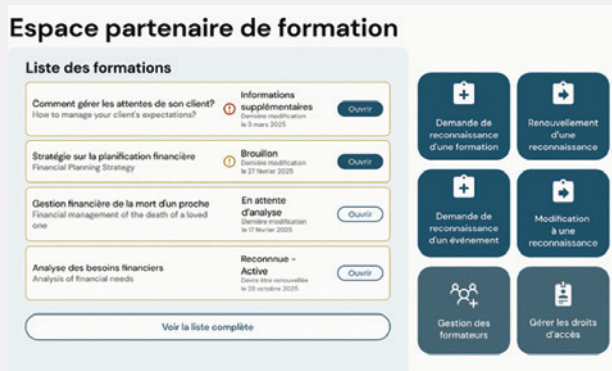 Espace partenaire de formation
Liste des formations
Comment gérer les attentes de son client?
How to manage your client's expectations?
Informations
supplémentaires
Dernière modification
le 3 mars 2025
Ouvrir
Stratégie sur la planification financière
Financial Planning Strategy
Brouillon
Dernière modification
le 27 février 2025
Ouvrir
Gestion financière de la mort d'un proche
Financial management of the death of a loved
one
En attente
d'analyse
Dernière modification
le 17 février 2025
Ouvrir
Analyse des besoins financiers
Analysis of financial needs
Reconnnue -
Active
Devra être renouvellée
le 28 octobre 2025
Ouvrir
Voir la liste complète
Demande de
reconnaissance
d'une formation
Renouvellement
d'une
reconnaissance
Demande de
reconnaissance
d'un événement
Modification
à une
reconnaissance
Gestion des
formateurs
Gérer les droits
d'accès